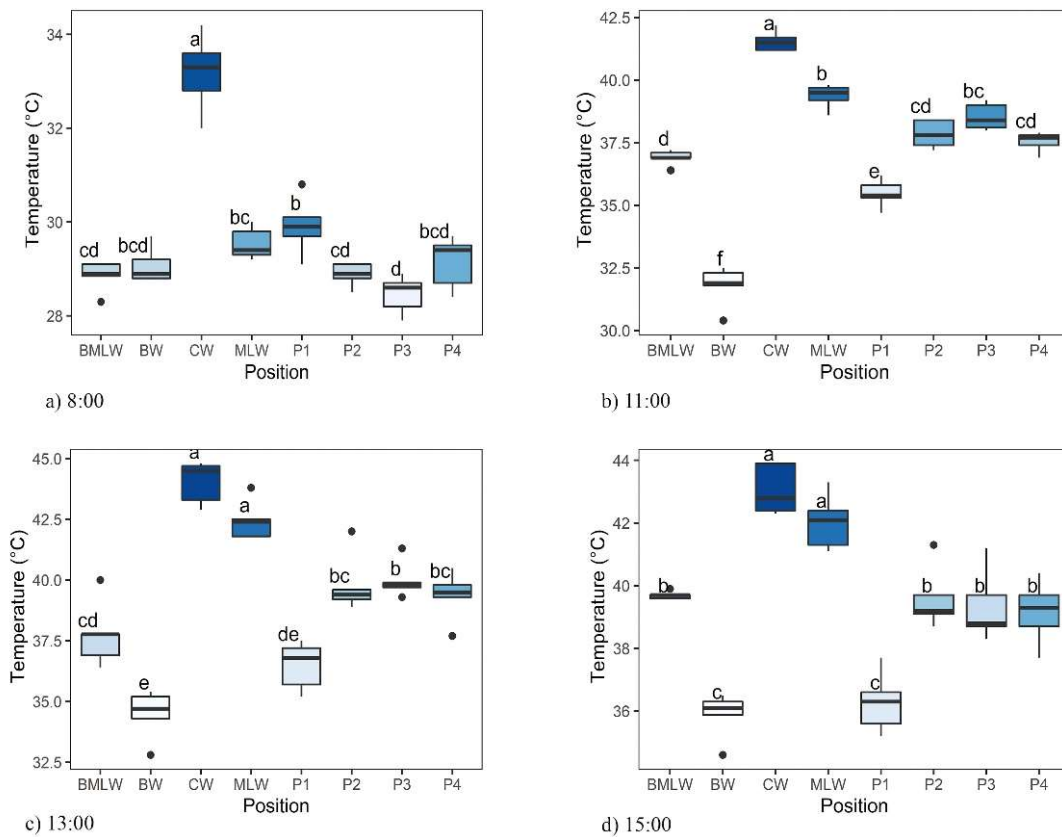 34
32
30
28
Temperature (°C)
cd
bcd
a
bc
b
cd
d
bcd
BMLW BW CW MLW P1 P2 P3 P4
Position
a) 8:00
42.5
40.0
37.5
35.0
32.5
30.0
Temperature (°C)
d
f
a
b
e
cd
bc
cd
BMLW BW CW MLW P1 P2 P3 P4
Position
b) 11:00
45.0
42.5
40.0
37.5
35.0
32.5
Temperature (°C)
cd
e
a
a
de
bc
b
bc
BMLW BW CW MLW P1 P2 P3 P4
Position
c) 13:00
44
42
40
38
36
Temperature (°C)
b
c
a
a
c
b
b
b
BMLW BW CW MLW P1 P2 P3 P4
Position
d) 15:00